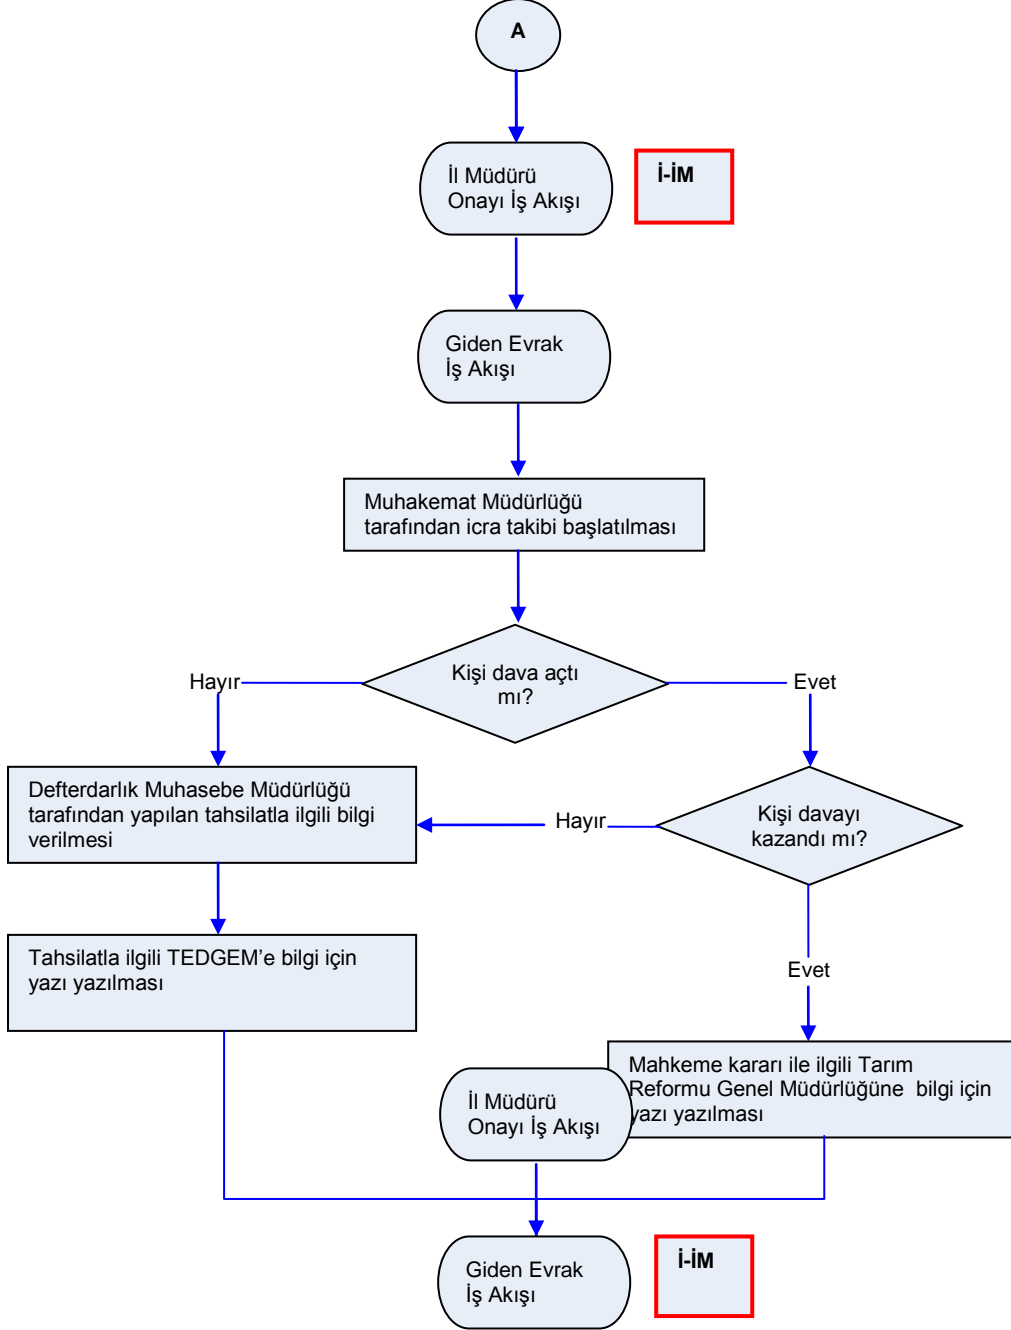 A
İl Müdürü
Onayı İş Akışı
İ-İM
Giden Evrak
İş Akışı
Muhakemat Müdürlüğü
tarafından icra takibi başlatılması
Kişi dava açtı
mı?
Hayır
Evet
Defterdarlık Muhasebe Müdürlüğü
tarafından yapılan tahsilatla ilgili bilgi
verilmesi
Hayır
Kişi davayı
kazandı mı?
Tahsilatla ilgili TEDGEM’e bilgi için
yazı yazılması
Evet
Mahkeme kararı ile ilgili Tarım
Reformu Genel Müdürlüğüne  bilgi için
yazı yazılması
İl Müdürü
Onayı İş Akışı
Giden Evrak
İş Akışı
İ-İM